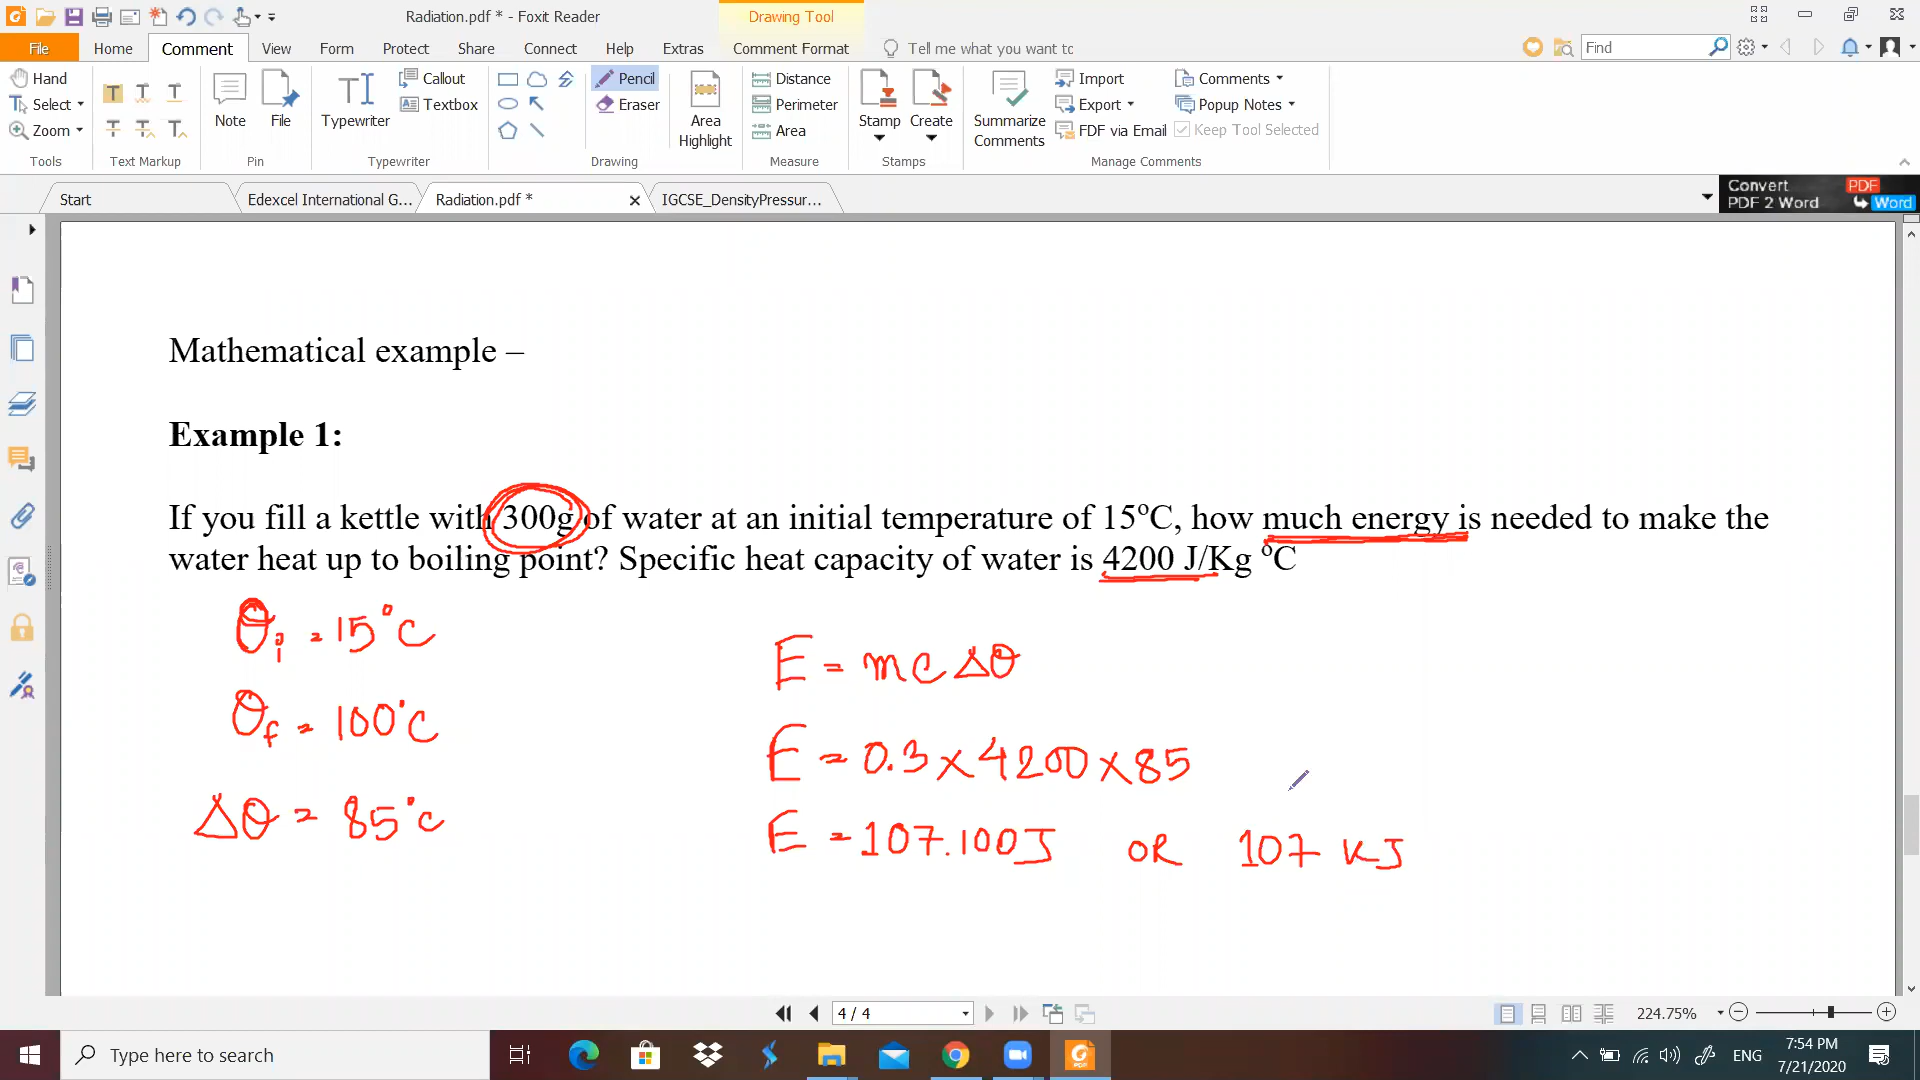 Radiation.pdf * - Foxit Reader
Drawing Tool
File Home Comment View Form Protect Share Connect Help Extras Comment Format Tell me what you want to Find
Hand
Select
Zoom
Tools
Text Markup
Note
File
Pin
Typewriter
Callout
Textbox
Typewriter
Pencil
Eraser
Drawing
Area
Highlight
Distance
Perimeter
Area
Measure
Stamp
Create
Stamps
Summarize
Comments
Import
Export
FDF via Email
Comments
Popup Notes
Keep Tool Selected
Manage Comments
Start
Edexcel International G...
Radiation.pdf *
IGCSE_DensityPressur...
Convert PDF
PDF 2 Word Word
Mathematical example –
Example 1:
If you fill a kettle with 300g of water at an initial temperature of 15ºC, how much energy is needed to make the
water heat up to boiling point? Specific heat capacity of water is 4200 J/Kg ºC
θi = 15°C
θf = 100°C
Δθ = 85°C
E = mcΔθ
E = 0.3 × 4200 × 85
E = 107.100J OR 107 KJ
4 / 4
224.75%
Type here to search
ENG
7:54 PM
7/21/2020